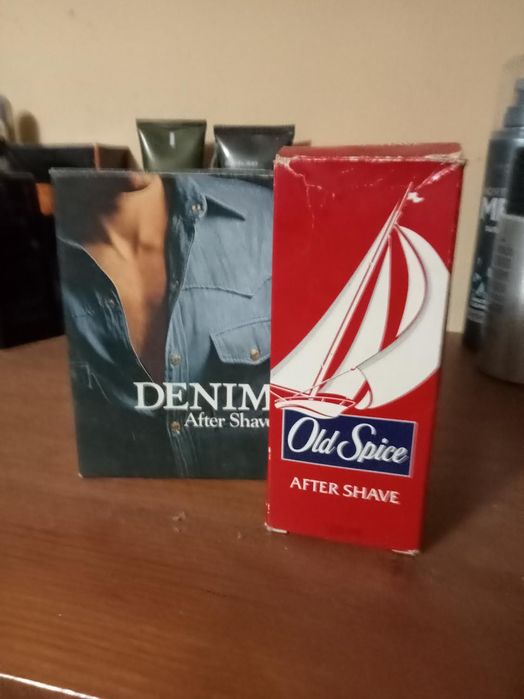 DENIM
After Shave
Old Spice
AFTER SHAVE